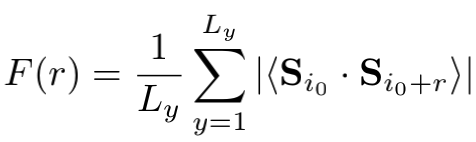 $F(r) = \frac{1}{L_y} \sum_{y=1}^{L_y} |\langle \mathbf{S}_{i_0} \cdot \mathbf{S}_{i_0+r} \rangle|$